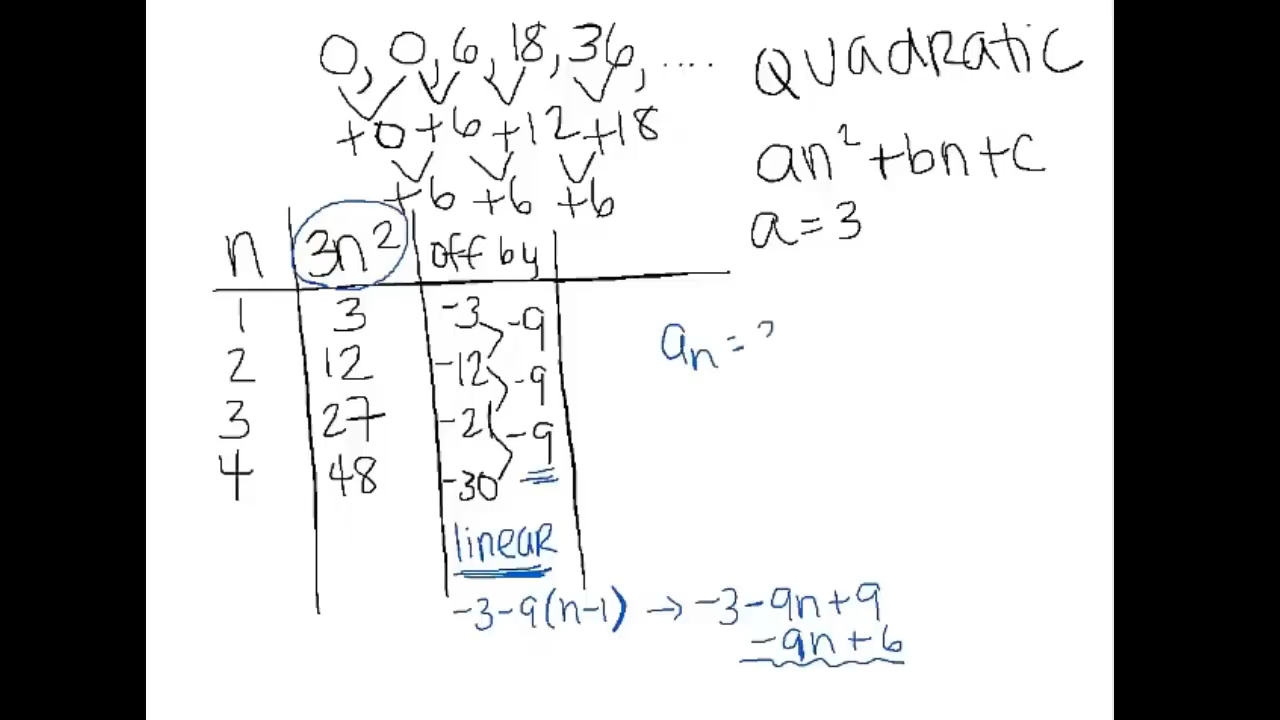 0, 0, 6, 18, 36, ....
+0 +6 +12 +18
+6 +6 +6
Quadratic
an² + bn + c
a = 3
n 3n² off by
1 3 -3 -9
2 12 -12 -9
3 27 -21 -9
4 48 -30
linear
aₙ = ?
-3-9(n-1) → -3-9n+9
-9n+6